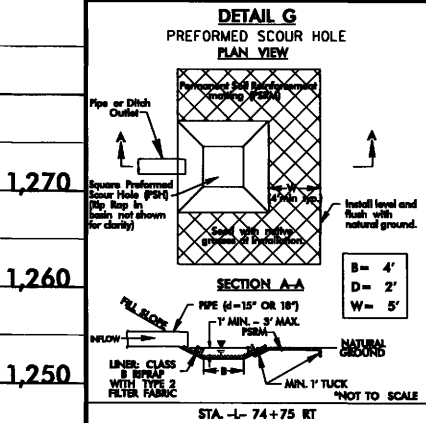 DETAIL G
PREFORMED SCOUR HOLE
PLAN VIEW
Permanent Soil Reinforcement
matting (PSRM)
Pipe or Ditch
Outlet
A
A
1,270
W
4' min typ.
Square Preformed
Scour Hole (PSH)
(Rip Rap in
basin not shown
for clarity)
Install level and
flush with
natural ground.
Seed with native
grasses at installation.
1,260
SECTION A-A
B= 4'
D= 2'
W= 5'
FILL SLOPE
PIPE (d=15" OR 18")
1' MIN. - 3' MAX.
PSRM
INFLOW
NATURAL
GROUND
B
LINER: CLASS
B RIPRAP
WITH TYPE 2
FILTER FABRIC
MIN. 1' TUCK
1,250
*NOT TO SCALE
STA. -L- 74+75 RT